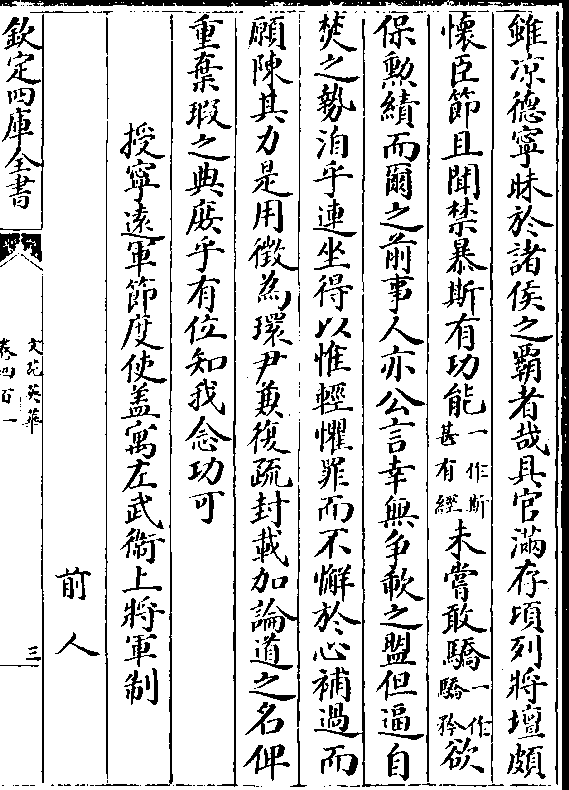 雖凉德寧昧於諸侯之覇者哉具官滿存頃列將壇頗
懷臣節且聞禁暴斯有功能一作斯甚有經未嘗敢驕一作驕矜欲
保勲績而爾之前事人亦公言幸無爭歃之盟但逼自
焚之勢洎乎連坐得以惟輕懼罪而不懈於心補過而
願陳其力是用徵為環尹兼復疏封載加論道之名俾
重棄瑕之典庶乎有位知我念功可
授寧遠軍節度使蓋寓左武衞上將軍制
前人
欽定四庫全書
文苑英華
卷四百一
三